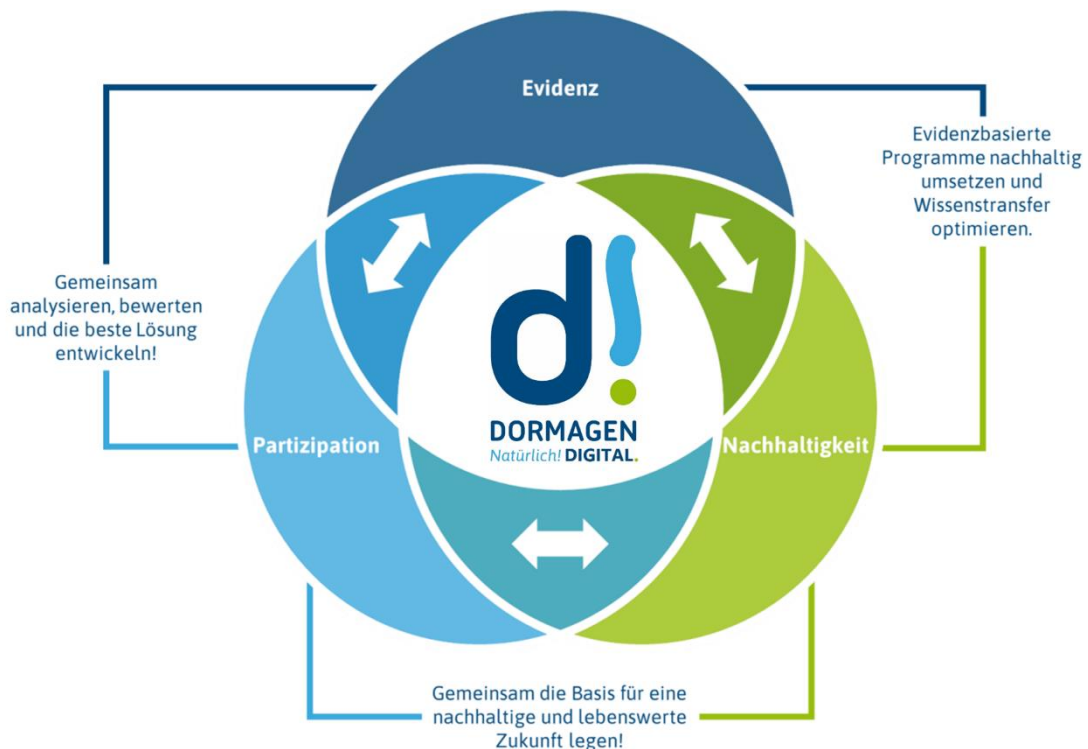 Evidenz
Evidenzbasierte
Programme nachhaltig
umsetzen und
Wissenstransfer
optimieren.
Gemeinsam
analysieren, bewerten
und die beste Lösung
entwickeln!
d!
DORMAGEN
Natürlich! DIGITAL.
Partizipation
Nachhaltigkeit
Gemeinsam die Basis für eine
nachhaltige und lebenswerte
Zukunft legen!